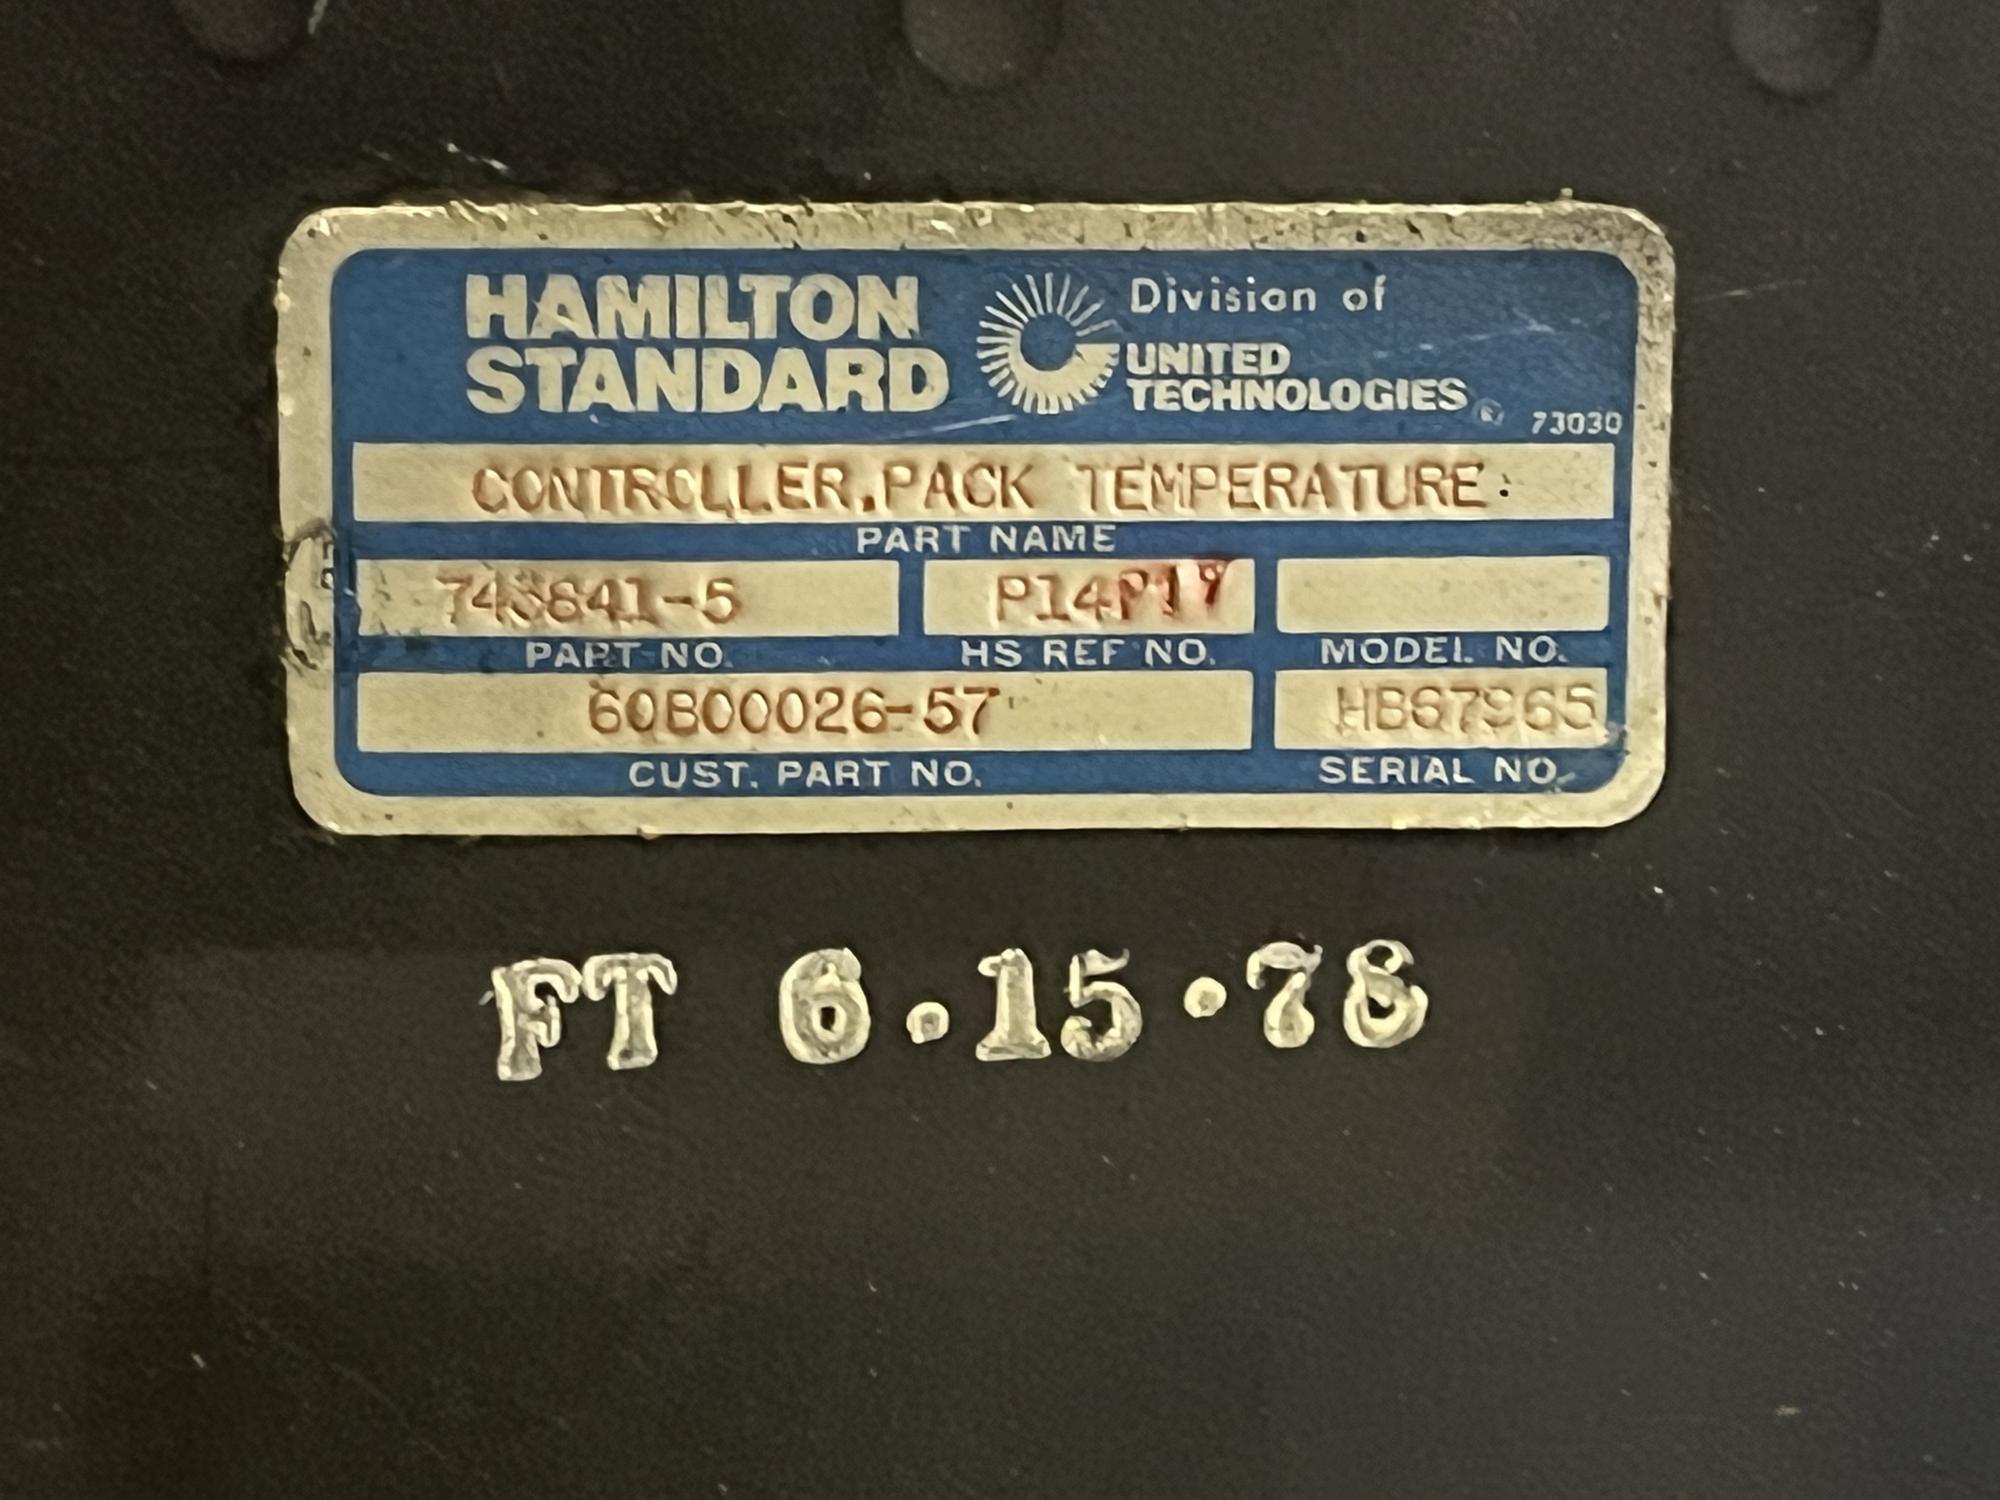 HAMILTON
STANDARD
Division of
UNITED
TECHNOLOGIES®
73030
CONTROLLER, PACK TEMPERATURE
PART NAME
743841-5
P14P17
PART NO.
HS REF NO.
MODEL NO.
60B00026-57
HB67965
CUST. PART NO.
SERIAL NO.
FT 6.15.78